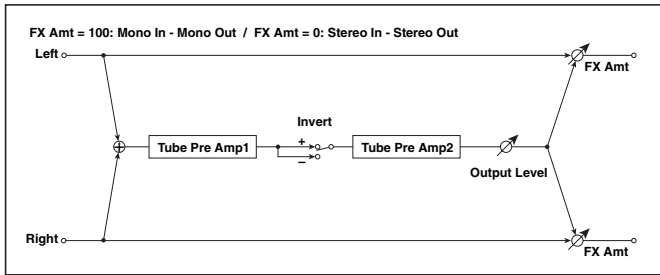 FX Amt = 100: Mono In - Mono Out / FX Amt = 0: Stereo In - Stereo Out
Left
FX Amt
Invert
+
Tube Pre Amp1
Tube Pre Amp2
−
Output Level
Right
FX Amt